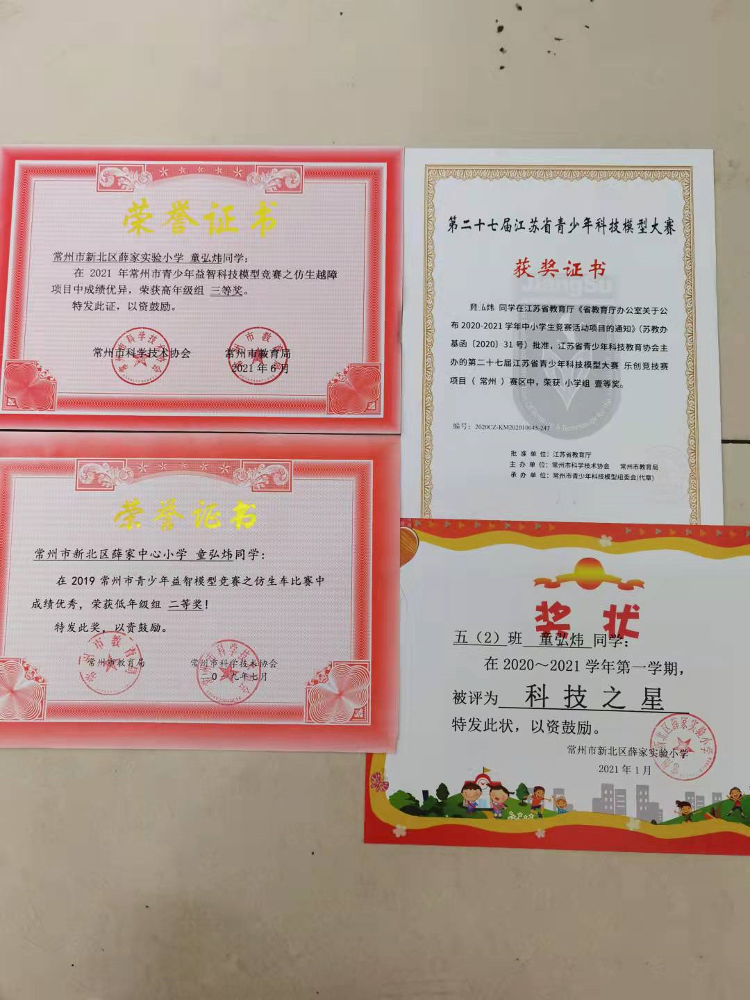 荣誉证书
常州市新北区薛家实验小学 童弘炜同学：
在 2021 年常州市青少年益智科技模型竞赛之仿生越障
项目中成绩优异，荣获高年级组 三等奖。
特发此证，以资鼓励。
常州市科学技术协会 常州市教育局
2021年6月
第二十七届江苏省青少年科技模型大赛
获奖证书
JiangSu
弘炜 同学在江苏省教育厅《省教育厅办公室关于公
布 2020-2021 学年中小学生竞赛活动项目的通知》（苏教办
基函〔2020〕31 号）批准，江苏省青少年科技教育协会主
办的第二十七届江苏省青少年科技模型大赛 乐创竞技赛
项目（ 常州 ）赛区中，荣获 小学组 壹等奖。
编号：2020CZ-KM202010045-247
批 准 单 位：江苏省教育厅
主 办 单 位：常州市科学技术协会 常州市教育局
承 办 单 位：常州市青少年科技模型组委会(代章)
荣誉证书
常州市新北区薛家中心小学 童弘炜同学：
在 2019 常州市青少年益智模型竞赛之仿生车比赛中
成绩优秀，荣获低年级组 二等奖！
特发此奖，以资鼓励。
常州市教育局 常州市科学技术协会
二0一九年七月
奖状
五（2）班 童弘炜 同学：
在 2020～2021 学年第一学期，
被评为 科技之星
特发此状，以资鼓励。
常州市新北区薛家实验小学
2021年1月